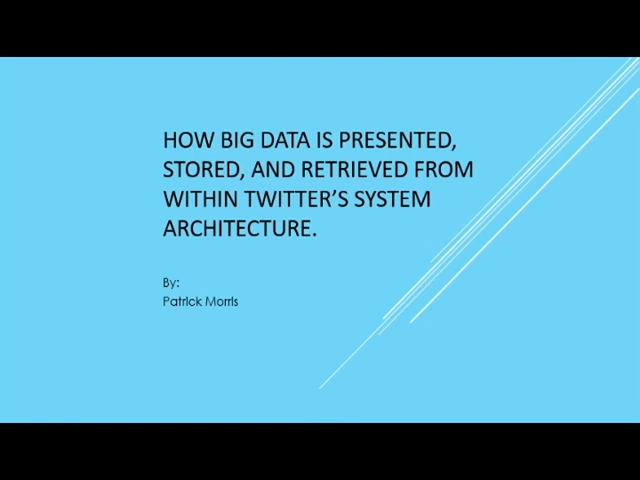 HOW BIG DATA IS PRESENTED,
STORED, AND RETRIEVED FROM
WITHIN TWITTER’S SYSTEM
ARCHITECTURE.
By:
Patrick Morris